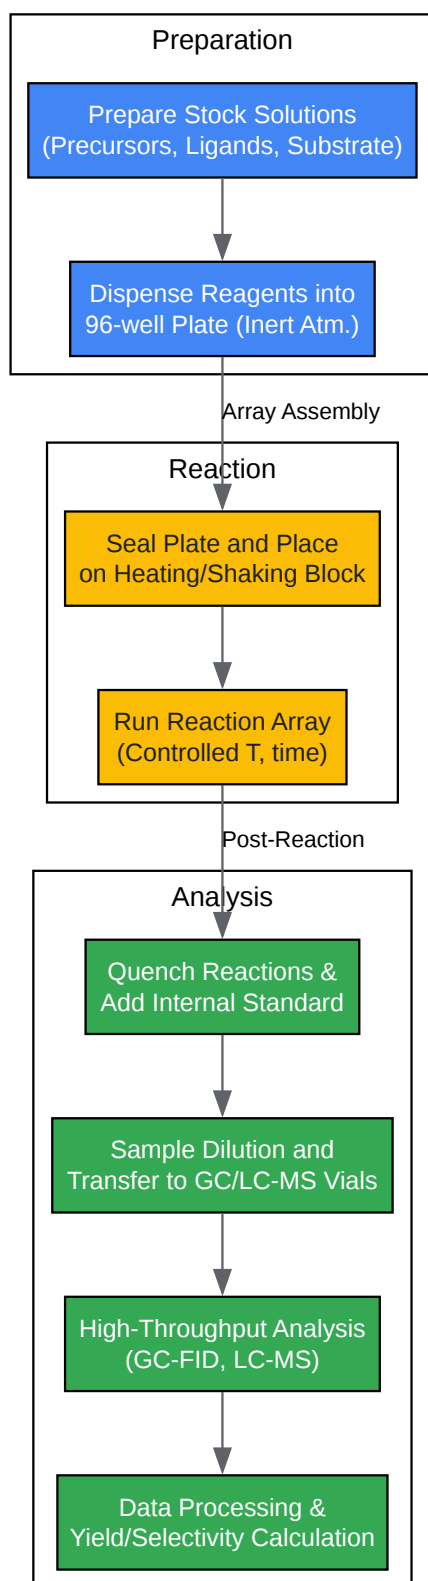 Preparation
Prepare Stock Solutions
(Precursors, Ligands, Substrate)
Dispense Reagents into
96-well Plate (Inert Atm.)
Array Assembly
Reaction
Seal Plate and Place
on Heating/Shaking Block
Run Reaction Array
(Controlled T, time)
Post-Reaction
Analysis
Quench Reactions &
Add Internal Standard
Sample Dilution and
Transfer to GC/LC-MS Vials
High-Throughput Analysis
(GC-FID, LC-MS)
Data Processing &
Yield/Selectivity Calculation